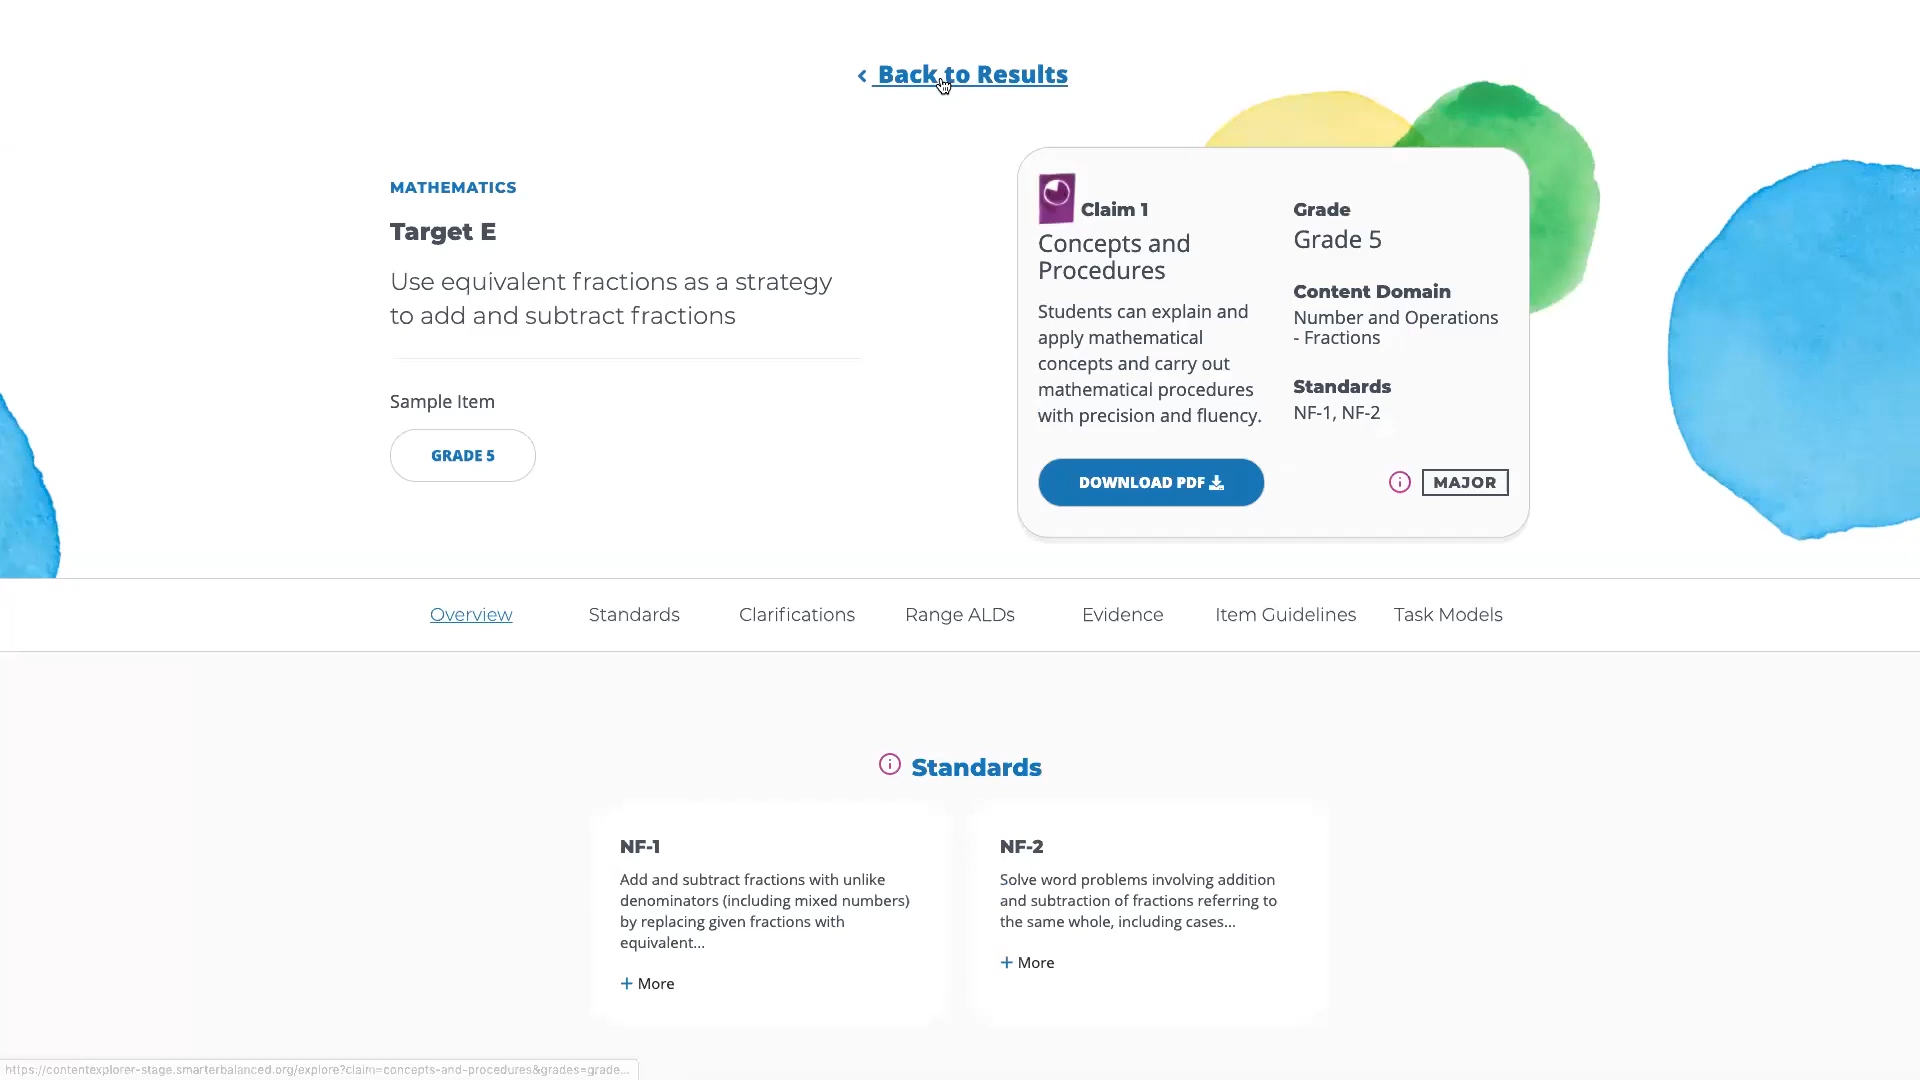 ‹ Back to Results
MATHEMATICS
Target E
Use equivalent fractions as a strategy
to add and subtract fractions
Sample Item
GRADE 5
Claim 1
Concepts and
Procedures
Students can explain and
apply mathematical
concepts and carry out
mathematical procedures
with precision and fluency.
DOWNLOAD PDF
Grade
Grade 5
Content Domain
Number and Operations
- Fractions
Standards
NF-1, NF-2
MAJOR
Overview
Standards
Clarifications
Range ALDs
Evidence
Item Guidelines
Task Models
Standards
NF-1
Add and subtract fractions with unlike
denominators (including mixed numbers)
by replacing given fractions with
equivalent...
+ More
NF-2
Solve word problems involving addition
and subtraction of fractions referring to
the same whole, including cases...
+ More
https://contentexplorer-stage.smarterbalanced.org/explore?claim=concepts-and-procedures&grades=grade...